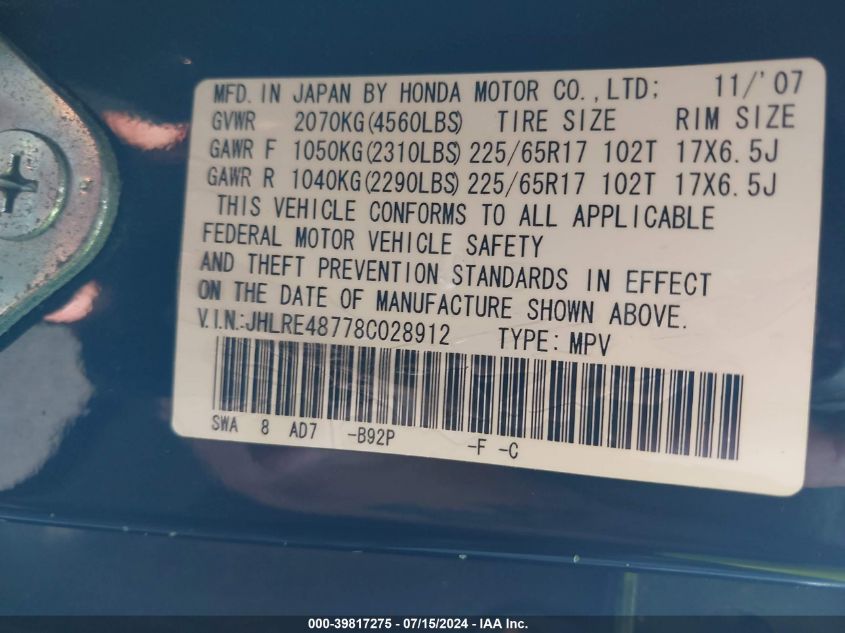 MFD. IN JAPAN BY HONDA MOTOR CO.,LTD: 11/'07
GVWR 2070KG(4560LBS) TIRE SIZE RIM SIZE
GAWR F 1050KG(2310LBS) 225/65R17 102T 17X6.5J
GAWR R 1040KG(2290LBS) 225/65R17 102T 17X6.5J
THIS VEHICLE CONFORMS TO ALL APPLICABLE
FEDERAL MOTOR VEHICLE SAFETY
AND THEFT PREVENTION STANDARDS IN EFFECT
ON THE DATE OF MANUFACTURE SHOWN ABOVE.
V.I.N.:JHLRE48778C028912 TYPE: MPV
SWA 8 AD7 -B92P -F -C
000-39817275 - 07/15/2024 - IAA Inc.